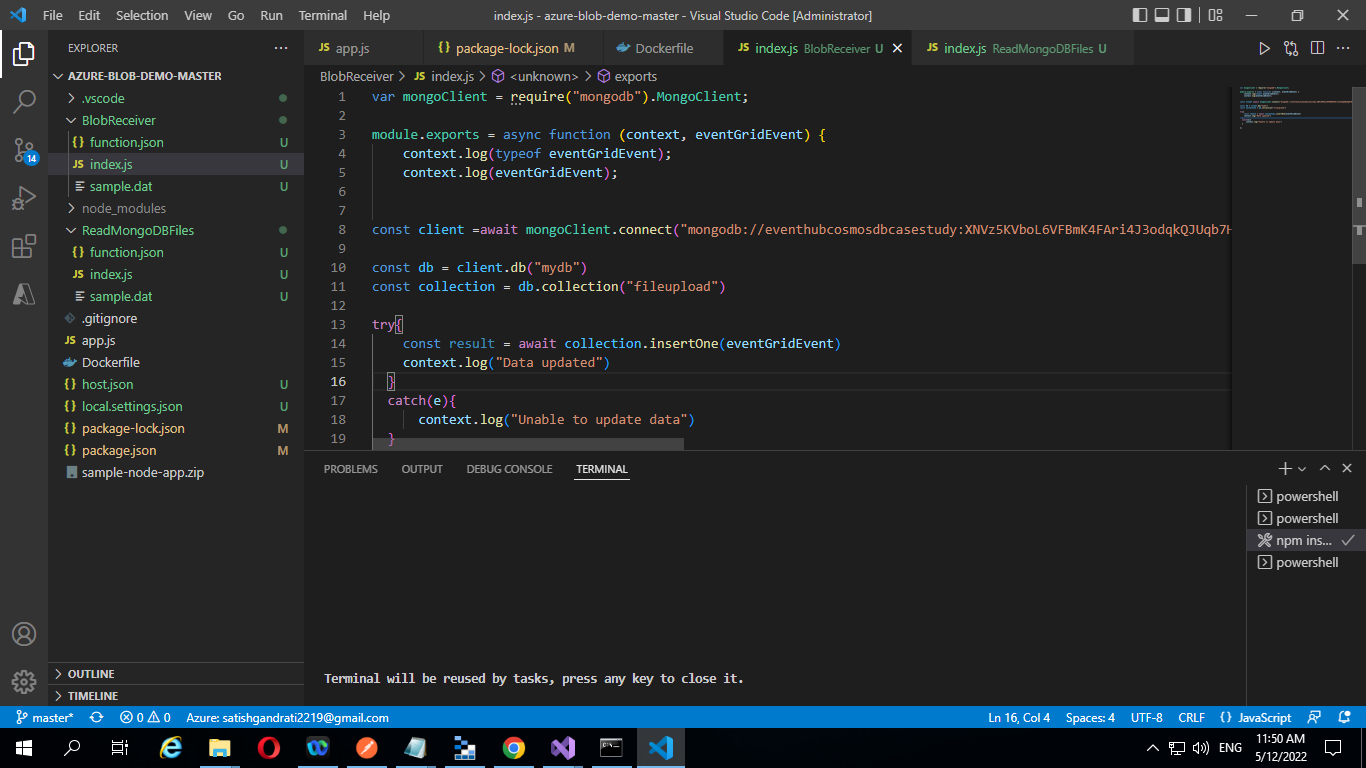 File Edit Selection View Go Run Terminal Help index.js - azure-blob-demo-master - Visual Studio Code [Administrator]
EXPLORER
AZURE-BLOB-DEMO-MASTER
.vscode
BlobReceiver
function.json U
index.js U
sample.dat U
node_modules
ReadMongoDBFiles
function.json U
index.js U
sample.dat U
.gitignore
app.js
Dockerfile
host.json U
local.settings.json U
package-lock.json M
package.json M
sample-node-app.zip
OUTLINE
TIMELINE
14
JS app.js {} package-lock.json M Dockerfile JS index.js BlobReceiver U JS index.js ReadMongoDBFiles U
BlobReceiver > JS index.js > <unknown> > exports
1 var mongoClient = require("mongodb").MongoClient;
2
3 module.exports = async function (context, eventGridEvent) {
4 context.log(typeof eventGridEvent);
5 context.log(eventGridEvent);
6
7
8 const client =await mongoClient.connect("mongodb://eventhubcosmosdbcasestudy:XNVz5KVboL6VFBmK4FAri4J3odqkQJUqb7H
9
10 const db = client.db("mydb")
11 const collection = db.collection("fileupload")
12
13 try{
14 const result = await collection.insertOne(eventGridEvent)
15 context.log("Data updated")
16 }
17 catch(e){
18 context.log("Unable to update data")
19 }
PROBLEMS OUTPUT DEBUG CONSOLE TERMINAL
powershell
powershell
npm ins...
powershell
Terminal will be reused by tasks, press any key to close it.
master* 0 0 Azure: satishgandrati2219@gmail.com Ln 16, Col 4 Spaces: 4 UTF-8 CRLF {} JavaScript
ENG 11:50 AM
5/12/2022